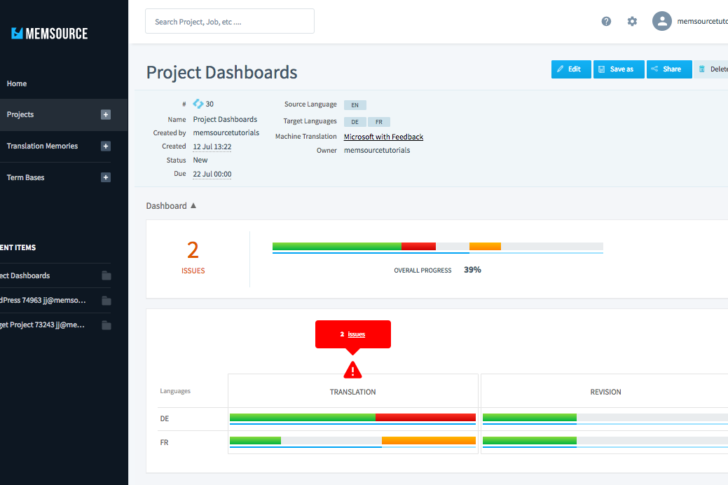 MEMSOURCE
Search Project, Job, etc ....
memsourcetuto
Home
Projects
Translation Memories
Term Bases
ENT ITEMS
ect Dashboards
dPress 74963 jj@memso...
get Project 73243 jj@me...
Project Dashboards
Edit
Save as
Share
Delete
# 30
Name Project Dashboards
Created by memsourcetutorials
Created 12 Jul 13:22
Status New
Due 22 Jul 00:00
Source Language EN
Target Languages DE FR
Machine Translation Microsoft with Feedback
Owner memsourcetutorials
Dashboard
2
ISSUES
OVERALL PROGRESS 39%
2 issues
Languages
TRANSLATION
REVISION
DE
FR